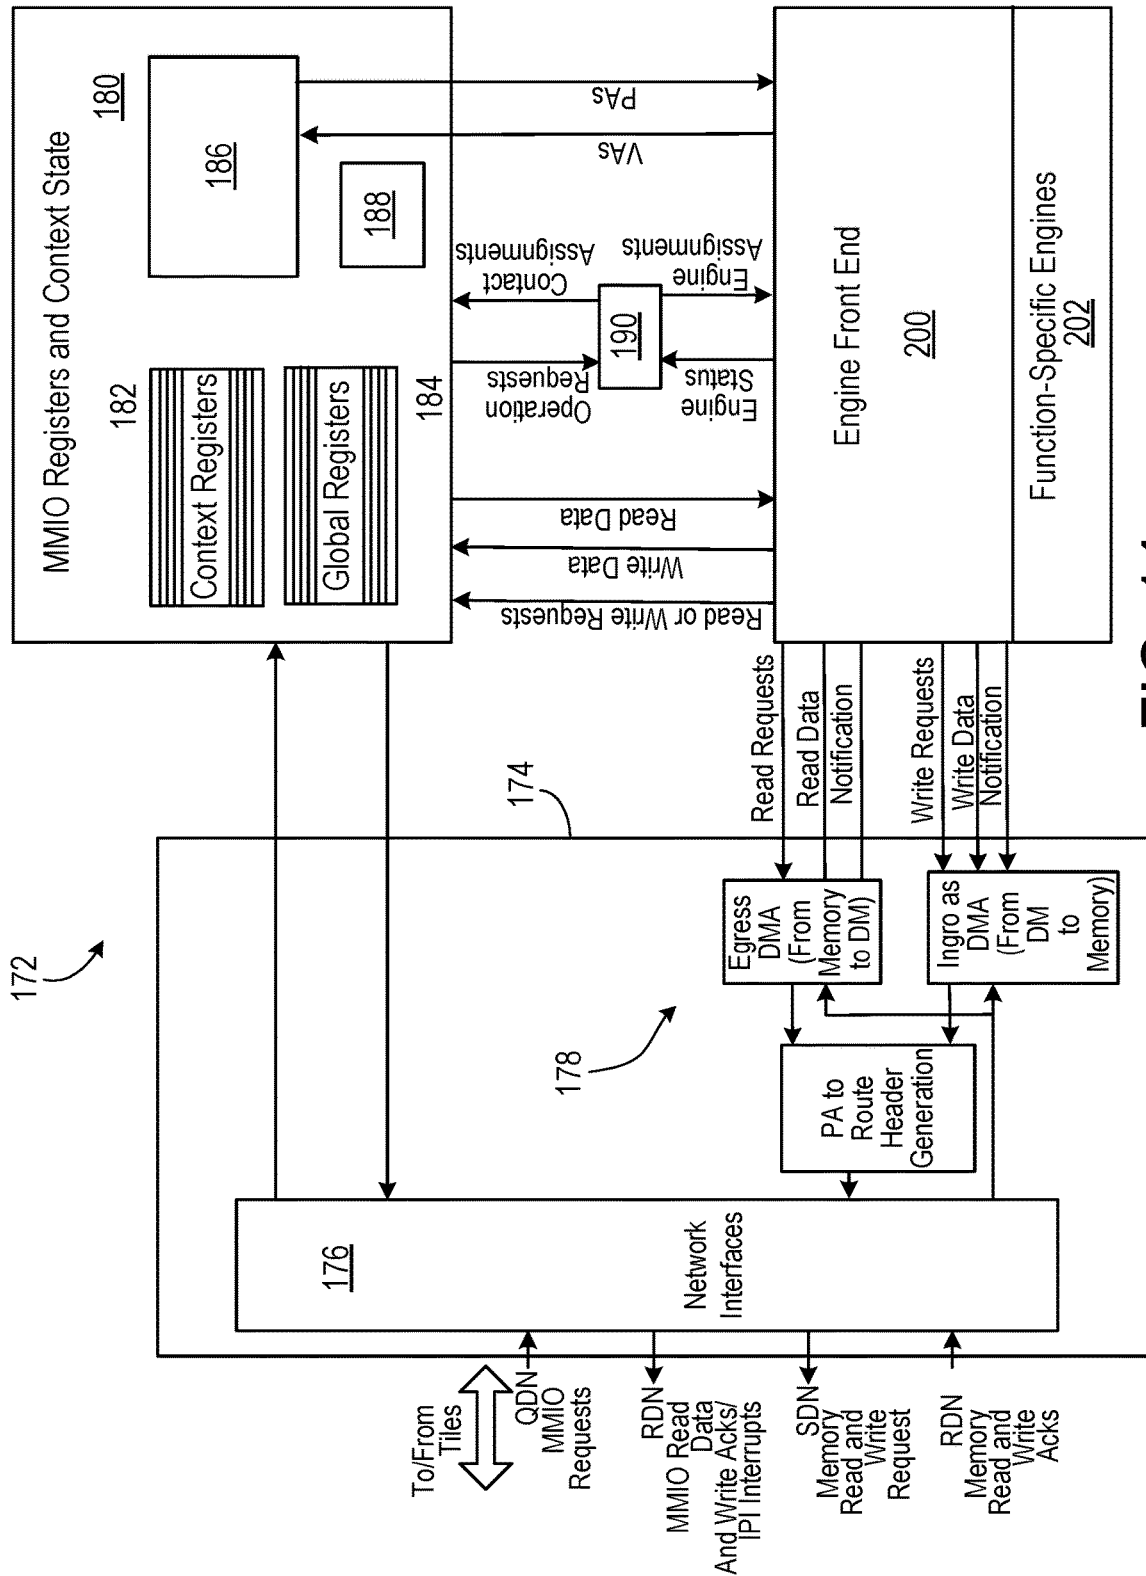 172
To/From
Tiles
QDN
MMIO
Requests
RDN
MMIO Read
Data
And Write Acks/
IPI Interrupts
SDN
Memory
Read and
Write
Request
RDN
Memory
Read and
Write
Acks
174
176
Network
Interfaces
178
PA to
Route
Header
Generation
Egress
DMA
(From
Memory
to DM)
Ingro as
DMA
(From
DM
to
Memory)
Read Requests
Read Data
Notification
Write Requests
Write Data
Notification
MMIO Registers and Context State
180
182
Context Registers
Global Registers
184
186
188
Read or Write Requests
Write Data
Read Data
Operation
Requests
Contact
Assignments
190
Engine
Status
Engine
Assignments
VAs
PAs
Engine Front End
200
Function-Specific Engines
202